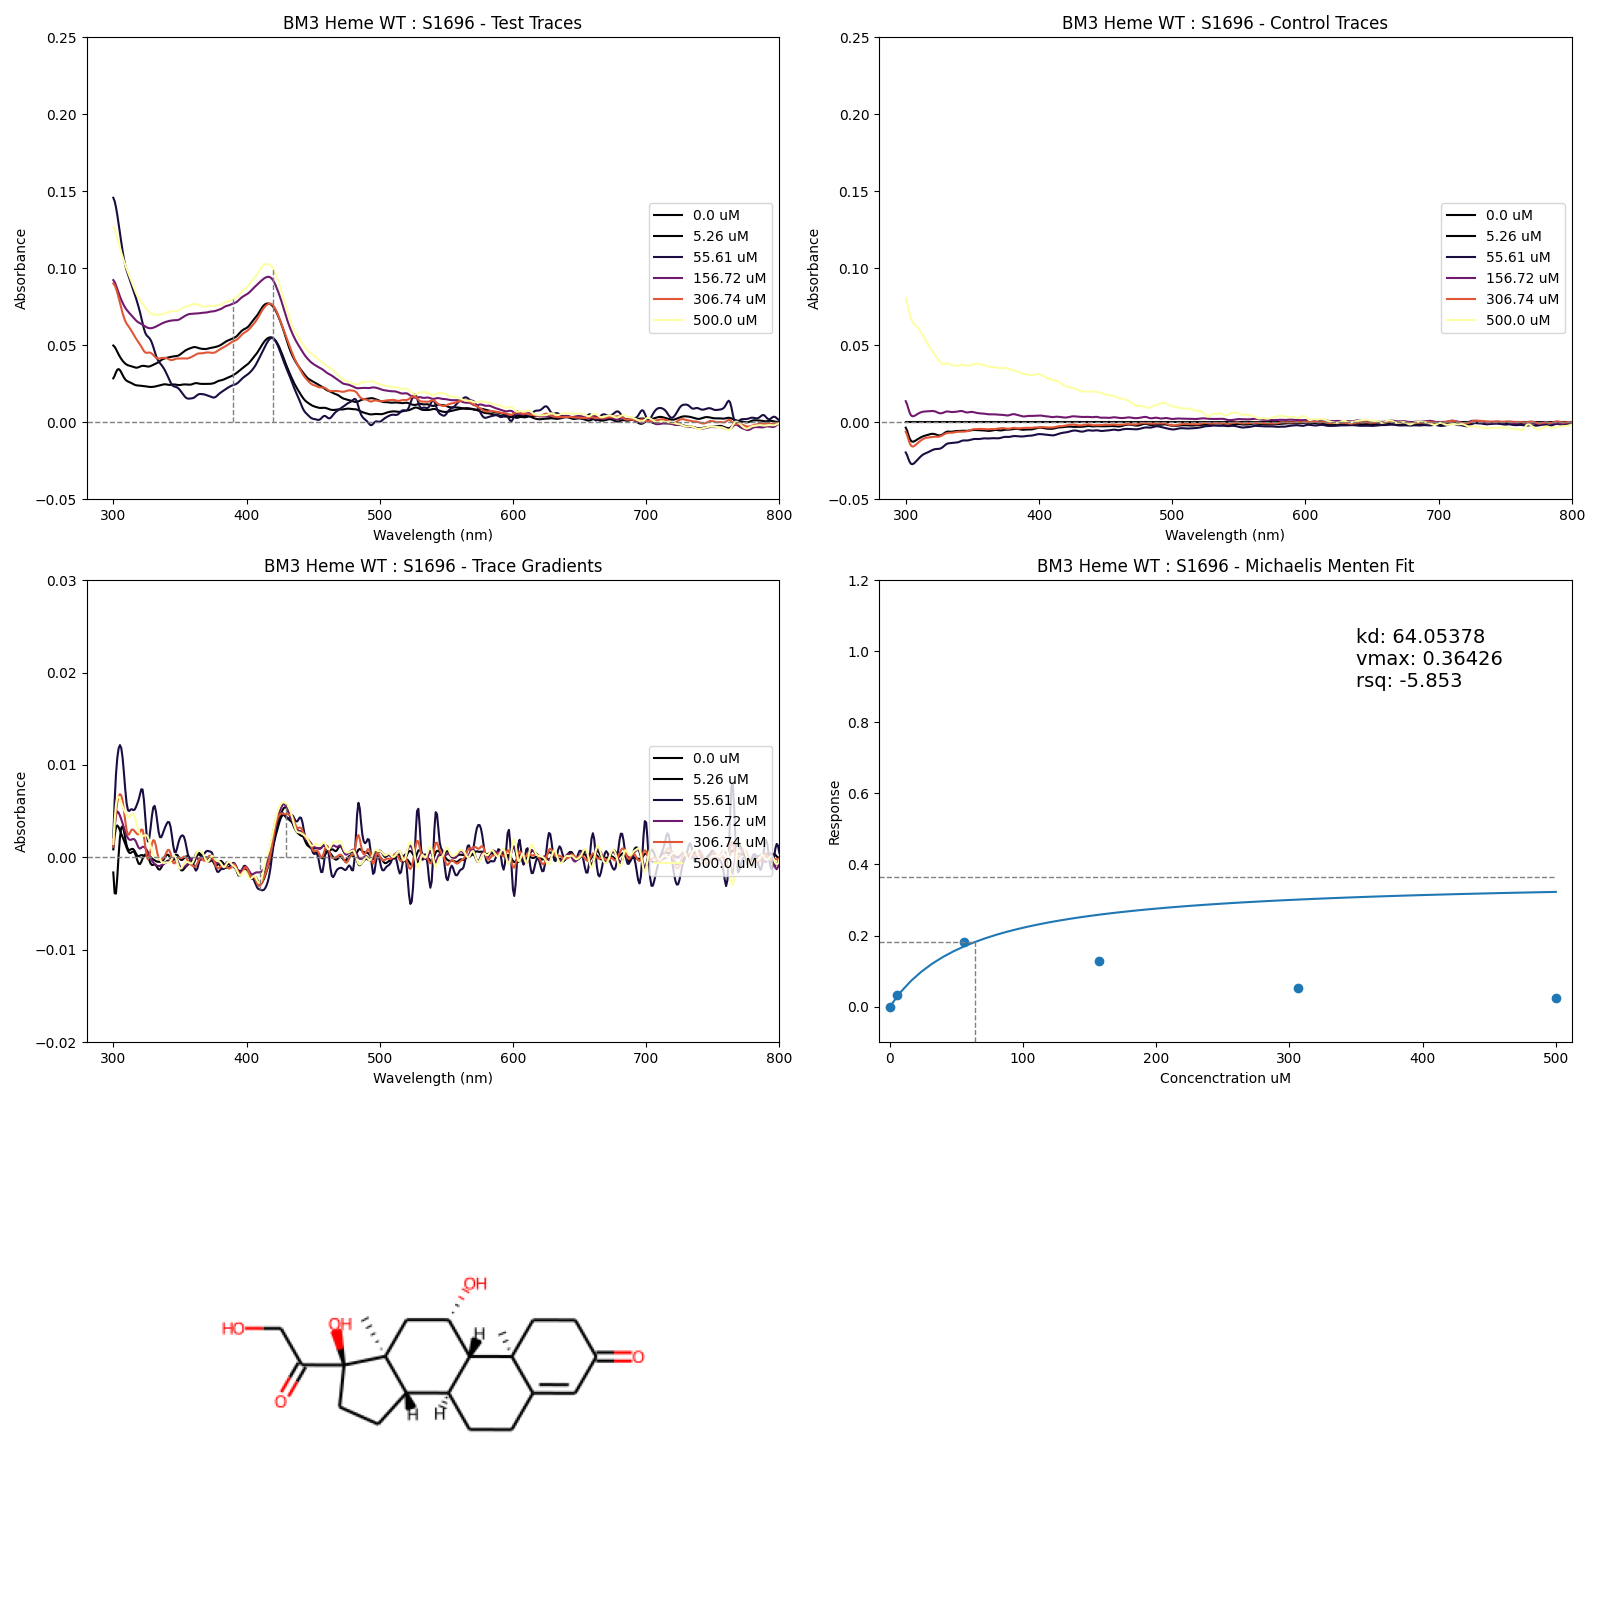 BM3 Heme WT : S1696 - Test Traces
0.25
0.20
0.15
0.10
0.05
0.00
−0.05
Absorbance
300 400 500 600 700 800
Wavelength (nm)
0.0 uM
5.26 uM
55.61 uM
156.72 uM
306.74 uM
500.0 uM
BM3 Heme WT : S1696 - Control Traces
0.25
0.20
0.15
0.10
0.05
0.00
−0.05
Absorbance
300 400 500 600 700 800
Wavelength (nm)
0.0 uM
5.26 uM
55.61 uM
156.72 uM
306.74 uM
500.0 uM
BM3 Heme WT : S1696 - Trace Gradients
0.03
0.02
0.01
0.00
−0.01
−0.02
Absorbance
300 400 500 600 700 800
Wavelength (nm)
0.0 uM
5.26 uM
55.61 uM
156.72 uM
306.74 uM
500.0 uM
BM3 Heme WT : S1696 - Michaelis Menten Fit
1.2
1.0
0.8
0.6
0.4
0.2
0.0
Response
0 100 200 300 400 500
Concenctration uM
kd: 64.05378
vmax: 0.36426
rsq: -5.853
OH
HO
OH
H
O
O
H
H